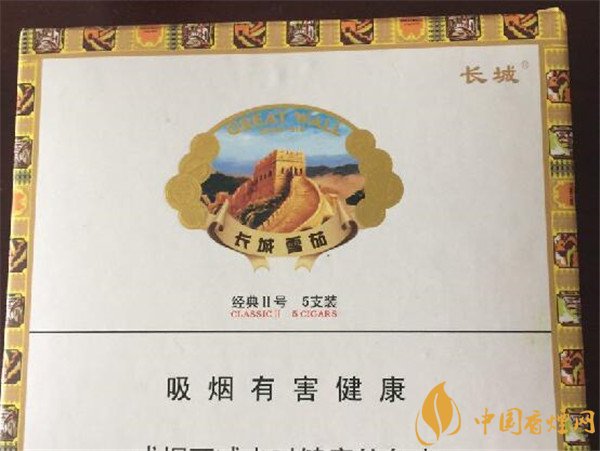 长城®
GREAT WALL
长城雪茄
经典II号 5支装
CLASSIC II 5 CIGARS
吸烟有害健康
中国香烟网